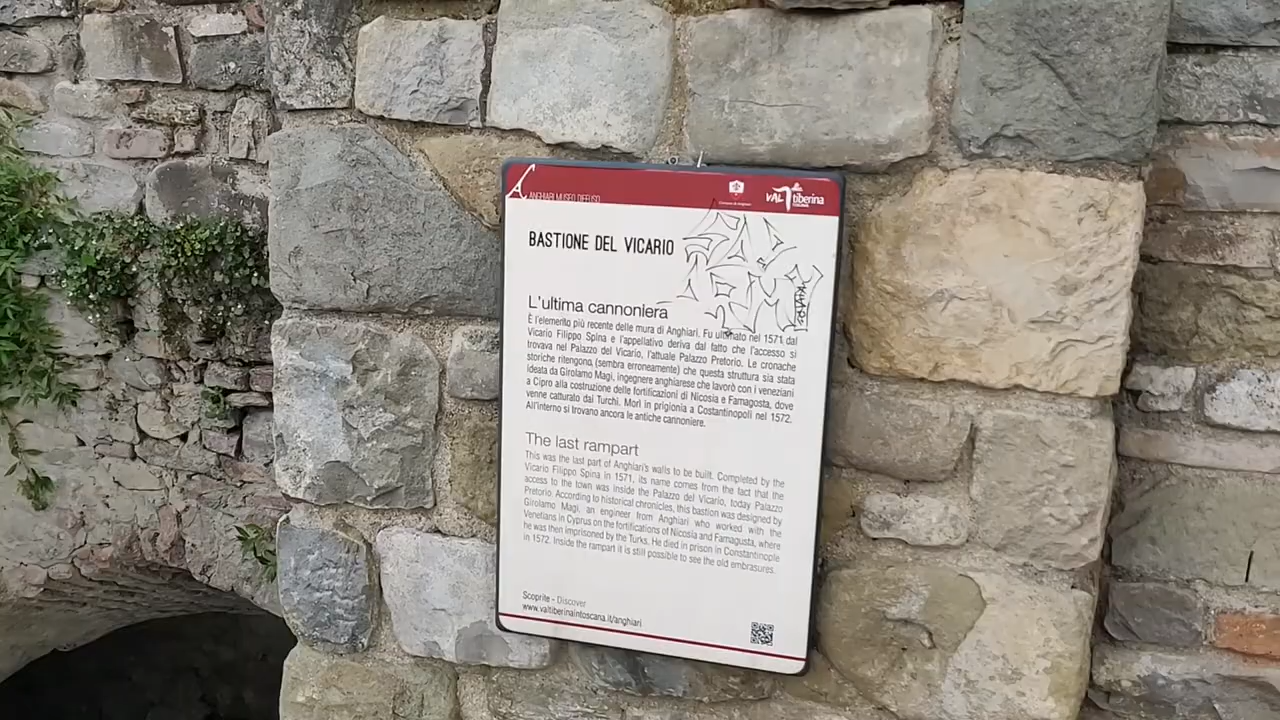 ANGHIARI MUSEO DIFFUSO
Comune di Anghiari
VAL tiberina
TOSCANA
BASTIONE DEL VICARIO
L'ultima cannoniera
È l'elemento più recente delle mura di Anghiari. Fu ultimato nel 1571 dal
Vicario Filippo Spina e l'appellativo deriva dal fatto che l'accesso si
trovava nel Palazzo del Vicario, l'attuale Palazzo Pretorio. Le cronache
storiche ritengono, (sembra erroneamente) che questa struttura sia stata
ideata da Girolamo Magi, ingegnere anghiarese che lavorò con i veneziani
a Cipro alla costruzione delle fortificazioni di Nicosia e Famagosta, dove
venne catturato dai Turchi. Morì in prigionia a Costantinopoli nel 1572.
All'interno si trovano ancora le antiche cannoniere.
The last rampart
This was the last part of Anghiari's walls to be built. Completed by the
Vicario Filippo Spina in 1571, its name comes from the fact that the
access to the town was inside the Palazzo del Vicario, today Palazzo
Pretorio. According to historical chronicles, this bastion was designed by
Girolamo Magi, an engineer from Anghiari who worked with the
Venetians in Cyprus on the fortifications of Nicosia and Famagusta, where
he was then imprisoned by the Turks. He died in prison in Constantinople
in 1572. Inside the rampart it is still possible to see the old embrasures.
Scoprite - Discover
www.valtiberinaintoscana.it/anghiari